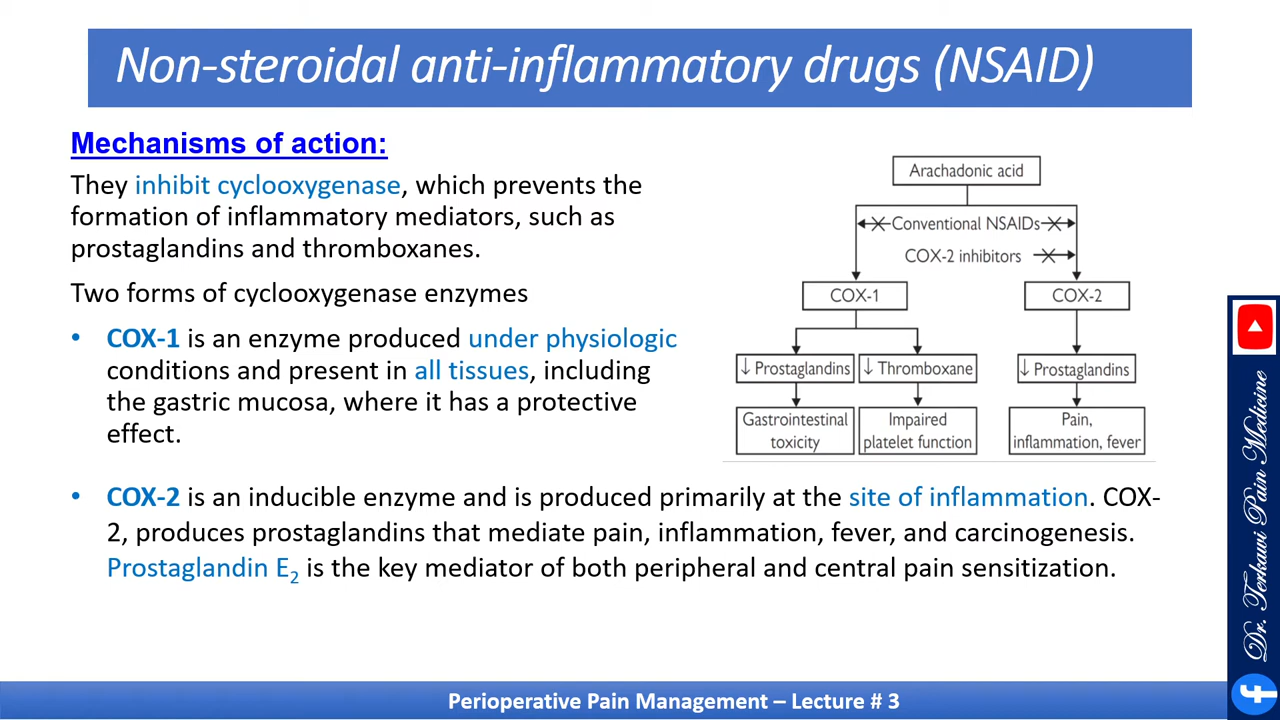 Non-steroidal anti-inflammatory drugs (NSAID)
Mechanisms of action:
They inhibit cyclooxygenase, which prevents the
formation of inflammatory mediators, such as
prostaglandins and thromboxanes.
Two forms of cyclooxygenase enzymes
• COX-1 is an enzyme produced under physiologic
conditions and present in all tissues, including
the gastric mucosa, where it has a protective
effect.
Arachadonic acid
Conventional NSAIDs
COX-2 inhibitors
COX-1
COX-2
↓ Prostaglandins
↓ Thromboxane
↓ Prostaglandins
Gastrointestinal
toxicity
Impaired
platelet function
Pain,
inflammation, fever
• COX-2 is an inducible enzyme and is produced primarily at the site of inflammation. COX-
2, produces prostaglandins that mediate pain, inflammation, fever, and carcinogenesis.
Prostaglandin E2 is the key mediator of both peripheral and central pain sensitization.
Dr. Terkawi Pain Medicine
Perioperative Pain Management – Lecture # 3